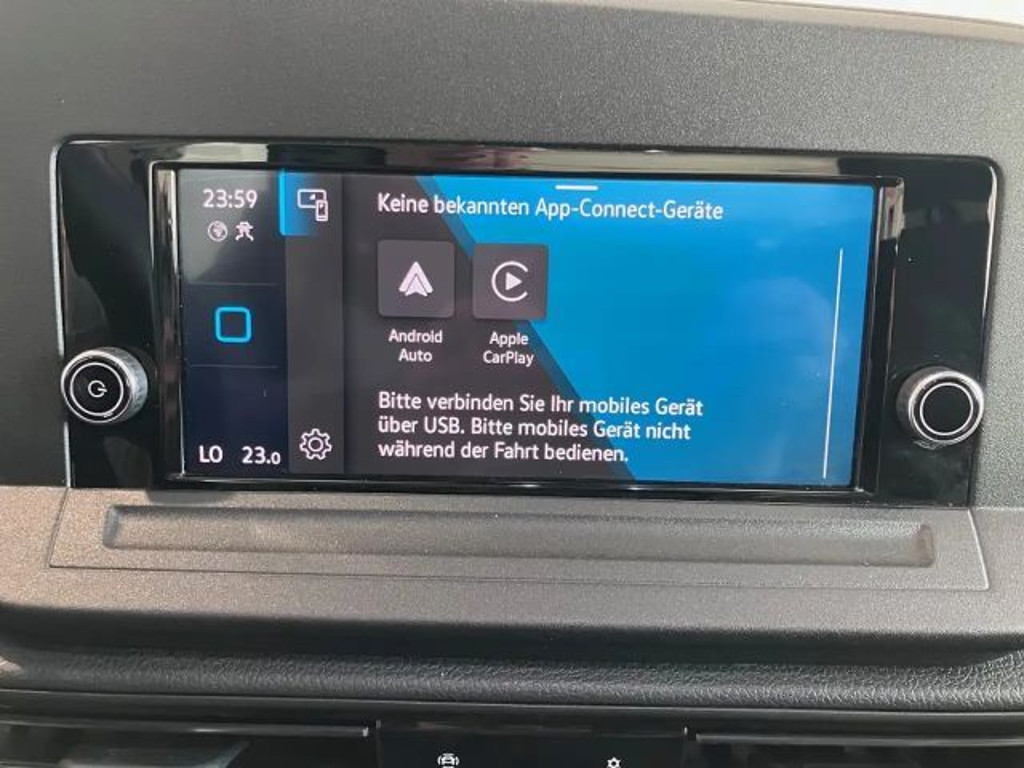 23:59
Keine bekannten App-Connect-Geräte
Android
Auto
Apple
CarPlay
Bitte verbinden Sie Ihr mobiles Gerät
über USB. Bitte mobiles Gerät nicht
während der Fahrt bedienen.
LO 23.0